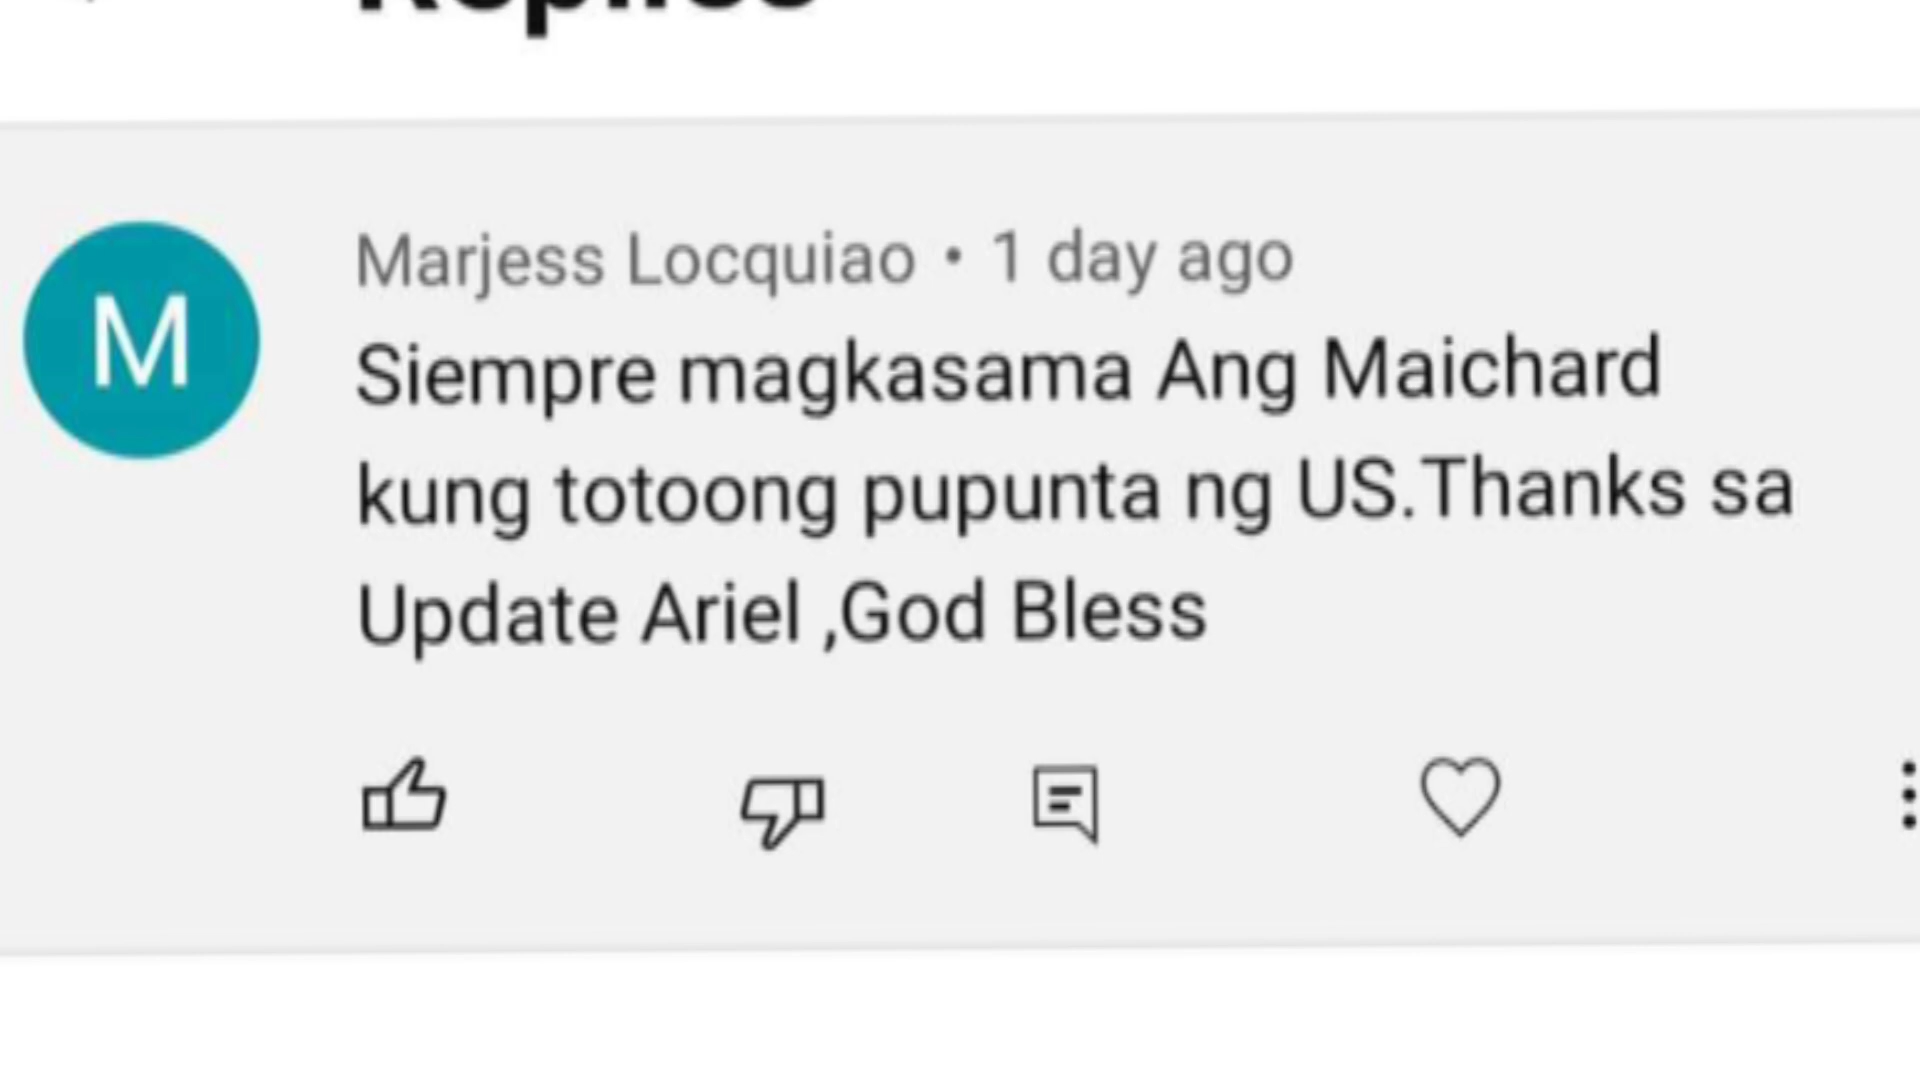 Replies
M
Marjess Locquiao • 1 day ago
Siempre magkasama Ang Maichard
kung totoong pupunta ng US.Thanks sa
Update Ariel ,God Bless